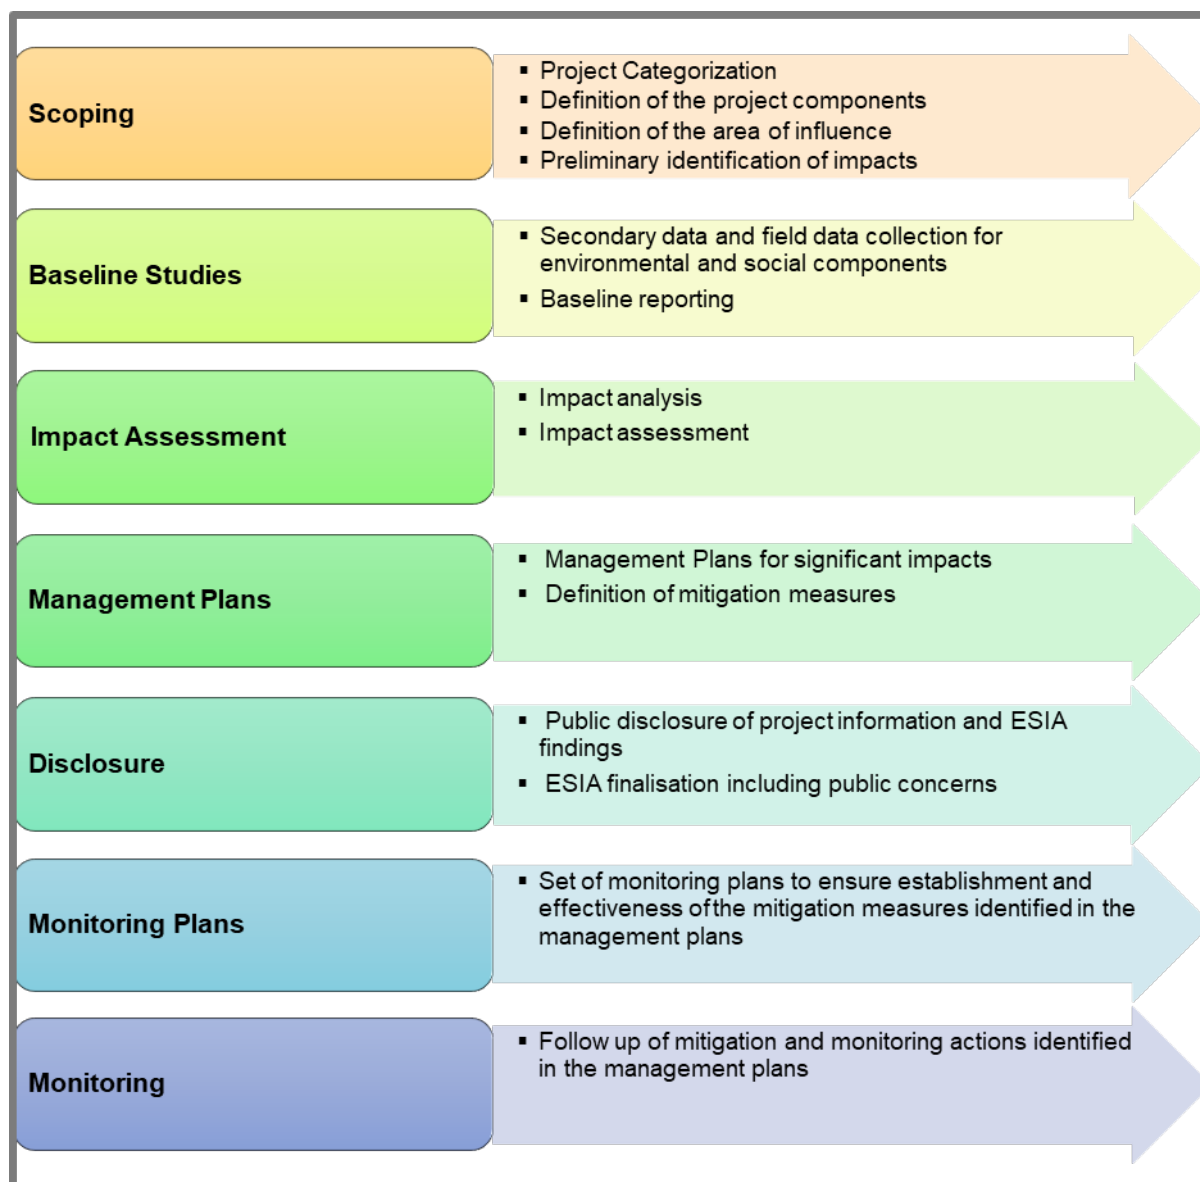 Scoping
▪ Project Categorization
▪ Definition of the project components
▪ Definition of the area of influence
▪ Preliminary identification of impacts
Baseline Studies
▪ Secondary data and field data collection for
environmental and social components
▪ Baseline reporting
Impact Assessment
▪ Impact analysis
▪ Impact assessment
Management Plans
▪ Management Plans for significant impacts
▪ Definition of mitigation measures
Disclosure
▪ Public disclosure of project information and ESIA
findings
▪ ESIA finalisation including public concerns
Monitoring Plans
▪ Set of monitoring plans to ensure establishment and
effectiveness of the mitigation measures identified in the
management plans
Monitoring
▪ Follow up of mitigation and monitoring actions identified
in the management plans